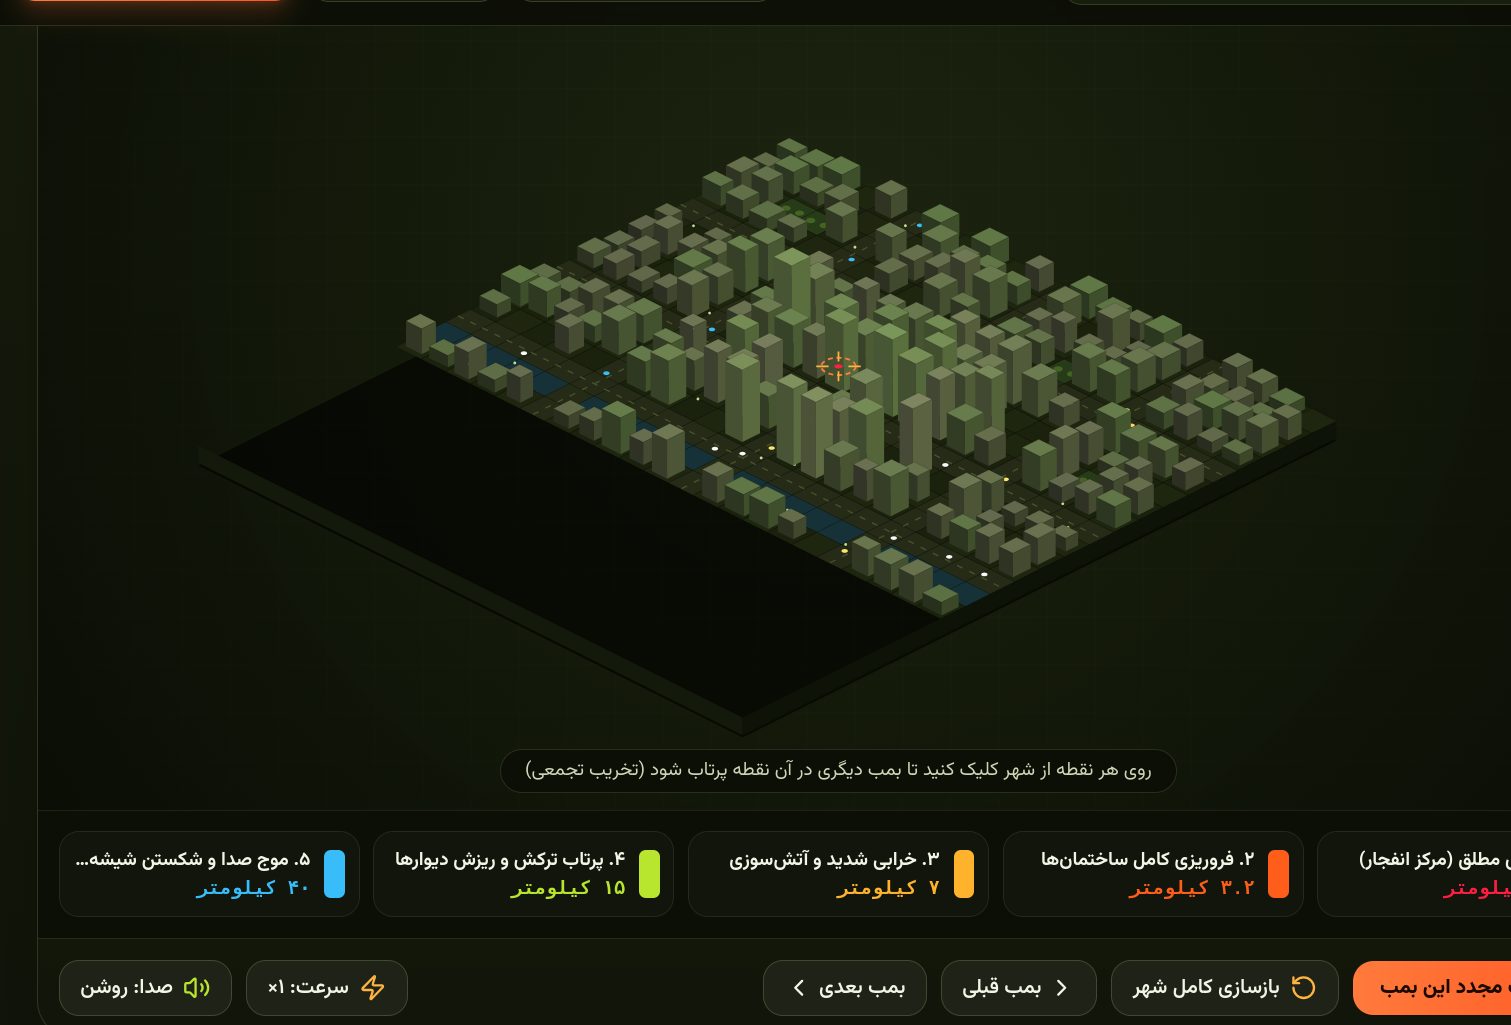 روی هر نقطه از شهر کلیک کنید تا بمب دیگری در آن نقطه پرتاب شود (تخریب تجمعی)
مطلق (مرکز انفجار)
۲. فروریزی کامل ساختمان‌ها
۳.۲ کیلومتر
۳. خرابی شدید و آتش‌سوزی
۷ کیلومتر
۴. پرتاب ترکش و ریزش دیوارها
۱۵ کیلومتر
۵. موج صدا و شکستن شیشه...
۴۰ کیلومتر
مجدد این بمب
بازسازی کامل شهر
بمب قبلی
بمب بعدی
سرعت: ۱×
صدا: روشن